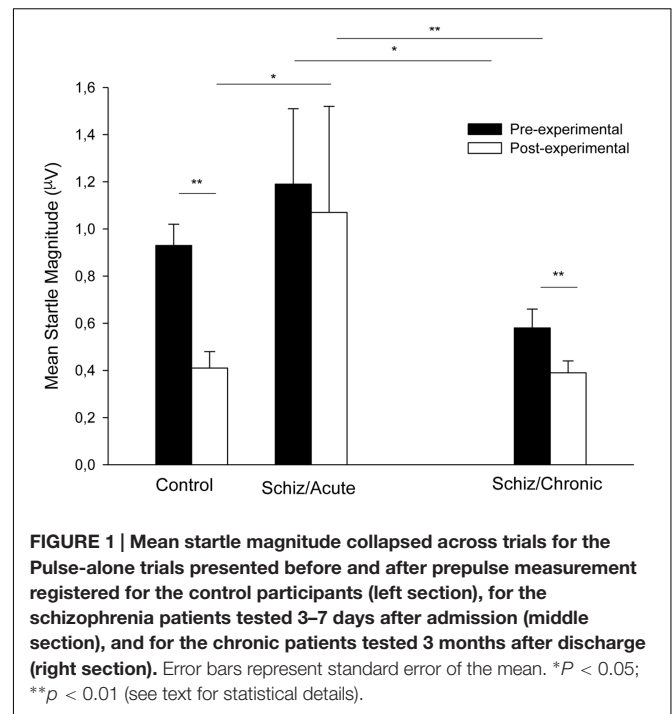 **
*
*
1,6
1,4
1,2
1,0
0,8
0,6
0,4
0,2
0,0
Mean Startle Magnitude (µV)
Pre-experimental
Post-experimental
**
**
Control
Schiz/Acute
Schiz/Chronic
FIGURE 1 | Mean startle magnitude collapsed across trials for the
Pulse-alone trials presented before and after prepulse measurement
registered for the control participants (left section), for the
schizophrenia patients tested 3–7 days after admission (middle
section), and for the chronic patients tested 3 months after discharge
(right section). Error bars represent standard error of the mean. *P < 0.05;
**p < 0.01 (see text for statistical details).